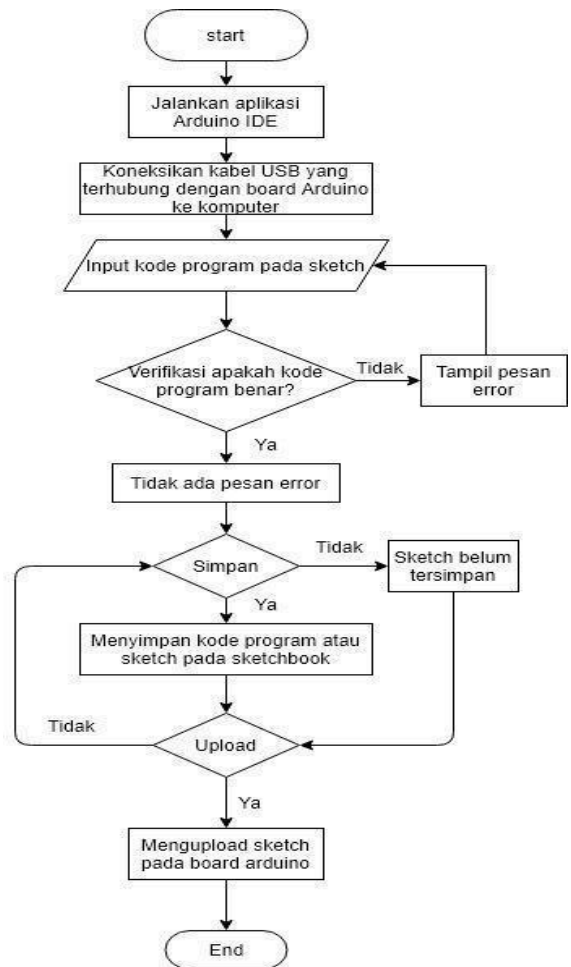 start
Jalankan aplikasi
Arduino IDE
Koneksikan kabel USB yang
terhubung dengan board Arduino
ke komputer
Input kode program pada sketch
Verifikasi apakah kode
program benar?
Tidak
Tampil pesan
error
Ya
Tidak ada pesan error
Simpan
Tidak
Sketch belum
tersimpan
Ya
Menyimpan kode program atau
sketch pada sketchbook
Tidak
Upload
Ya
Mengupload sketch
pada board arduino
End